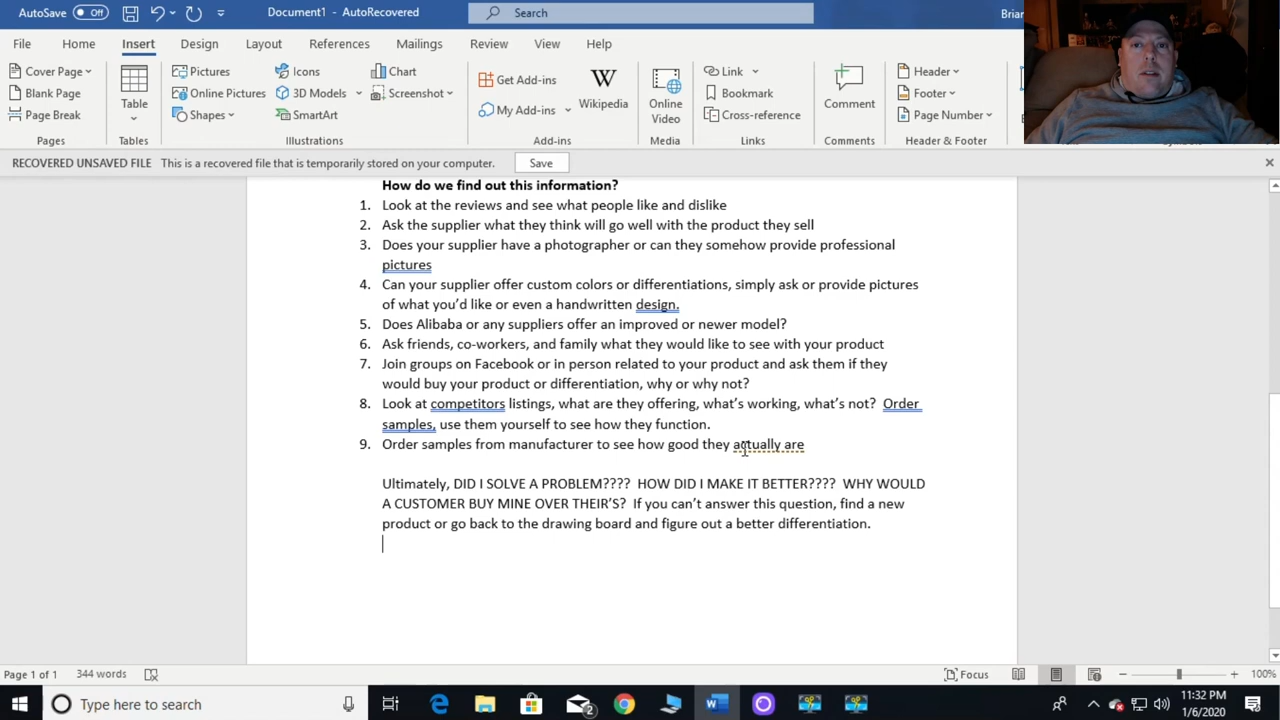 AutoSave Off Document1 - AutoRecovered Search Brian
File Home Insert Design Layout References Mailings Review View Help
Cover Page
Blank Page
Page Break
Pages
Table
Tables
Pictures
Online Pictures
Shapes
Icons
3D Models
SmartArt
Chart
Screenshot
Illustrations
Get Add-ins
My Add-ins
Wikipedia
Add-ins
Online
Video
Media
Link
Bookmark
Cross-reference
Links
Comment
Comments
Header
Footer
Page Number
Header & Footer
RECOVERED UNSAVED FILE This is a recovered file that is temporarily stored on your computer. Save
How do we find out this information?
1. Look at the reviews and see what people like and dislike
2. Ask the supplier what they think will go well with the product they sell
3. Does your supplier have a photographer or can they somehow provide professional
pictures
4. Can your supplier offer custom colors or differentiations, simply ask or provide pictures
of what you'd like or even a handwritten design.
5. Does Alibaba or any suppliers offer an improved or newer model?
6. Ask friends, co-workers, and family what they would like to see with your product
7. Join groups on Facebook or in person related to your product and ask them if they
would buy your product or differentiation, why or why not?
8. Look at competitors listings, what are they offering, what's working, what's not? Order
samples, use them yourself to see how they function.
9. Order samples from manufacturer to see how good they actually are
Ultimately, DID I SOLVE A PROBLEM???? HOW DID I MAKE IT BETTER???? WHY WOULD
A CUSTOMER BUY MINE OVER THEIR'S? If you can't answer this question, find a new
product or go back to the drawing board and figure out a better differentiation.
Page 1 of 1 344 words Focus 100%
Type here to search 2 11:32 PM
1/6/2020